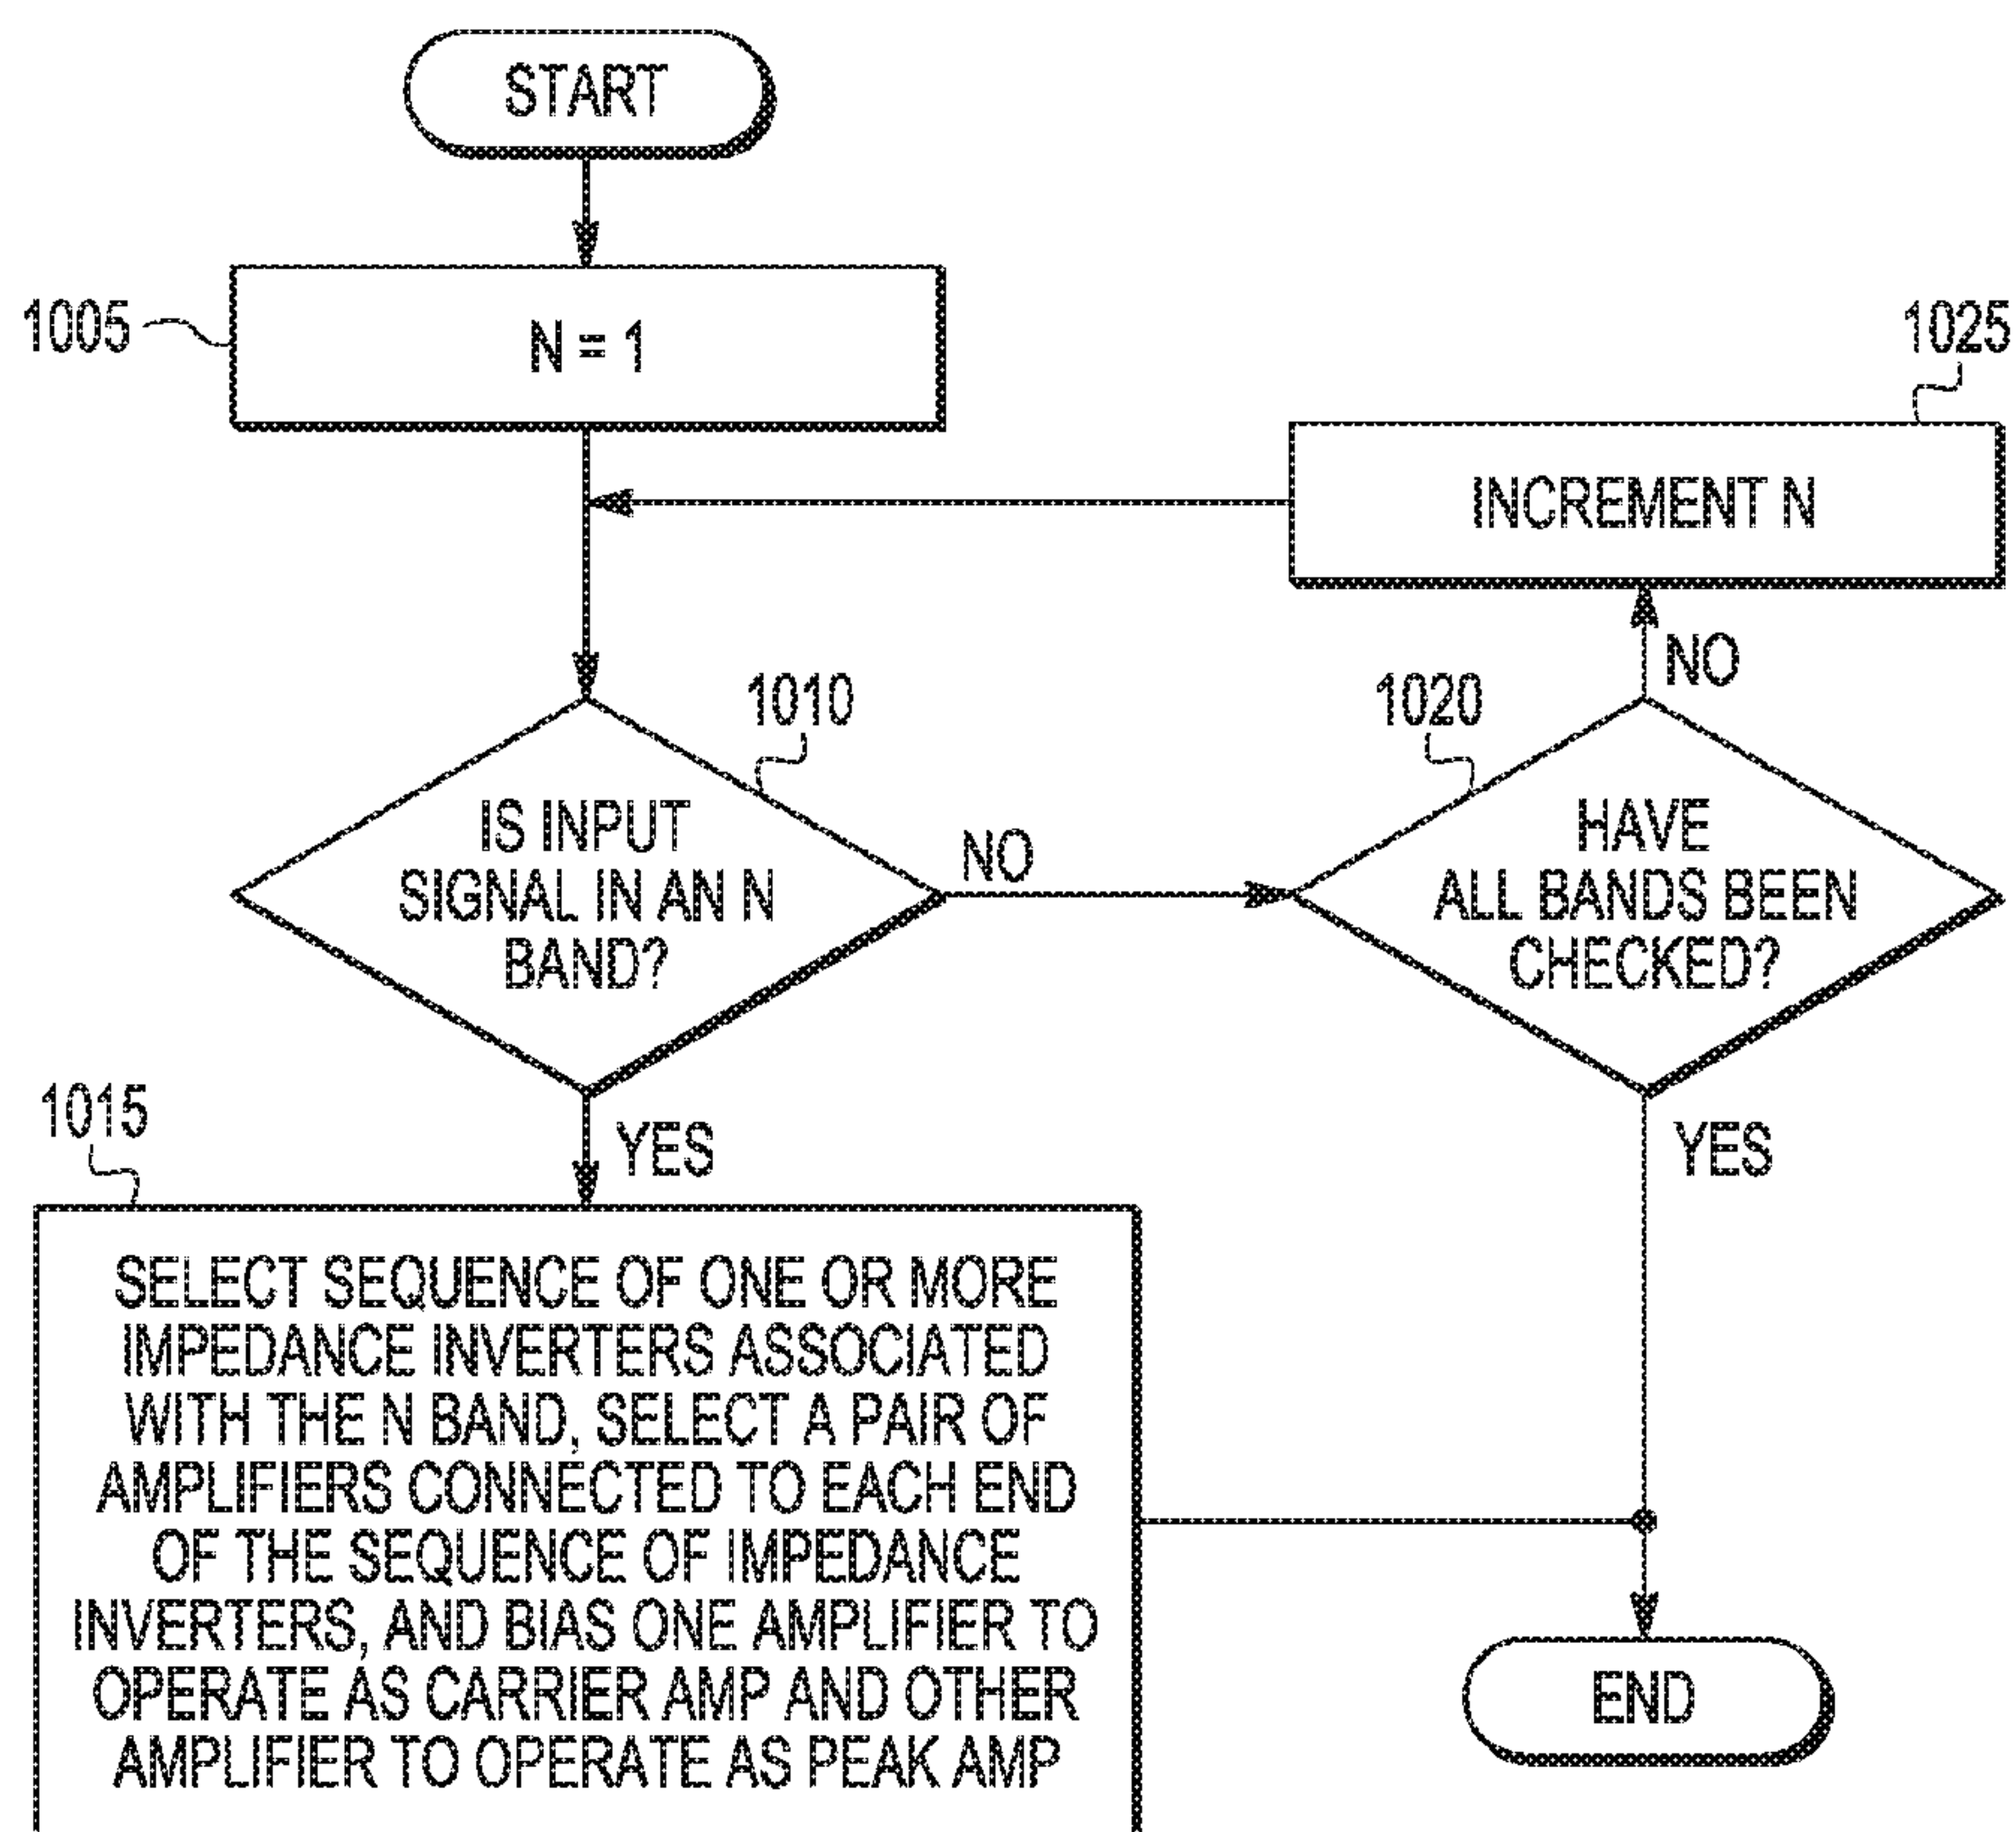 START
1005
N = 1
1025
INCREMENT N
NO
1010
1020
IS INPUT
SIGNAL IN AN N
BAND?
NO
HAVE
ALL BANDS BEEN
CHECKED?
1015
YES
YES
SELECT SEQUENCE OF ONE OR MORE
IMPEDANCE INVERTERS ASSOCIATED
WITH THE N BAND, SELECT A PAIR OF
AMPLIFIERS CONNECTED TO EACH END
OF THE SEQUENCE OF IMPEDANCE
INVERTERS, AND BIAS ONE AMPLIFIER TO
OPERATE AS CARRIER AMP AND OTHER
AMPLIFIER TO OPERATE AS PEAK AMP
END